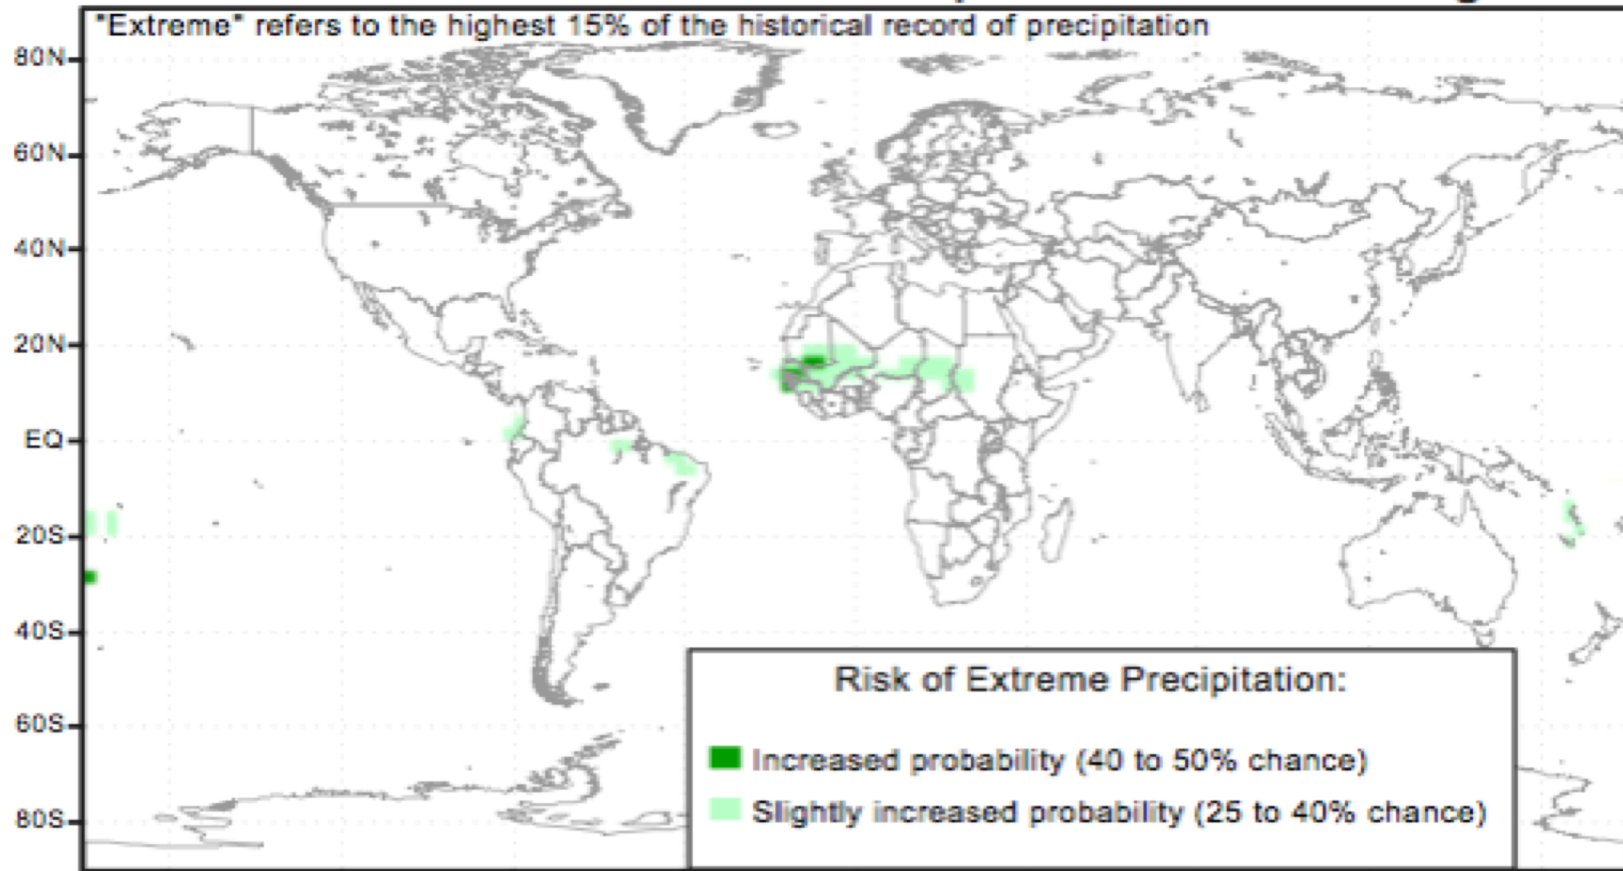 "Extreme" refers to the highest 15% of the historical record of precipitation
80N
60N
40N
20N
EQ
20S
40S
60S
80S
Risk of Extreme Precipitation:
Increased probability (40 to 50% chance)
Slightly increased probability (25 to 40% chance)